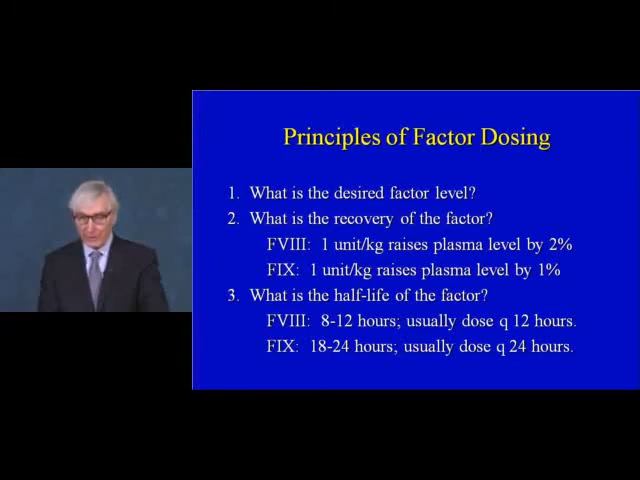 Principles of Factor Dosing
1. What is the desired factor level?
2. What is the recovery of the factor?
FVIII: 1 unit/kg raises plasma level by 2%
FIX: 1 unit/kg raises plasma level by 1%
3. What is the half-life of the factor?
FVIII: 8-12 hours; usually dose q 12 hours.
FIX: 18-24 hours; usually dose q 24 hours.